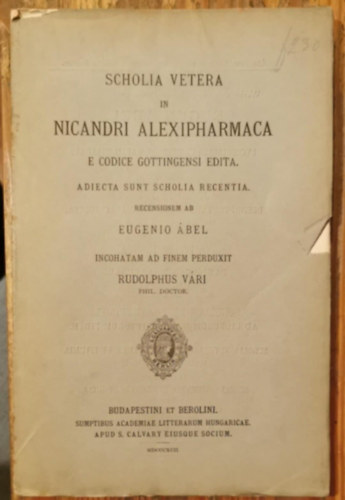 £230
SCHOLIA VETERA
IN
NICANDRI ALEXIPHARMACA
E CODICE GOTTINGENSI EDITA.
ADIECTA SUNT SCHOLIA RECENTIA.
RECENSIONEM AB
EUGENIO ÁBEL
INCOHATAM AD FINEM PERDUXIT
RUDOLPHUS VÁRI
PHIL. DOCTOR.
BUDAPESTINI ET BEROLINI.
SUMPTIBUS ACADEMIAE LITTERARUM HUNGARICAE.
APUD S. CALVARY EIUSQUE SOCIUM.